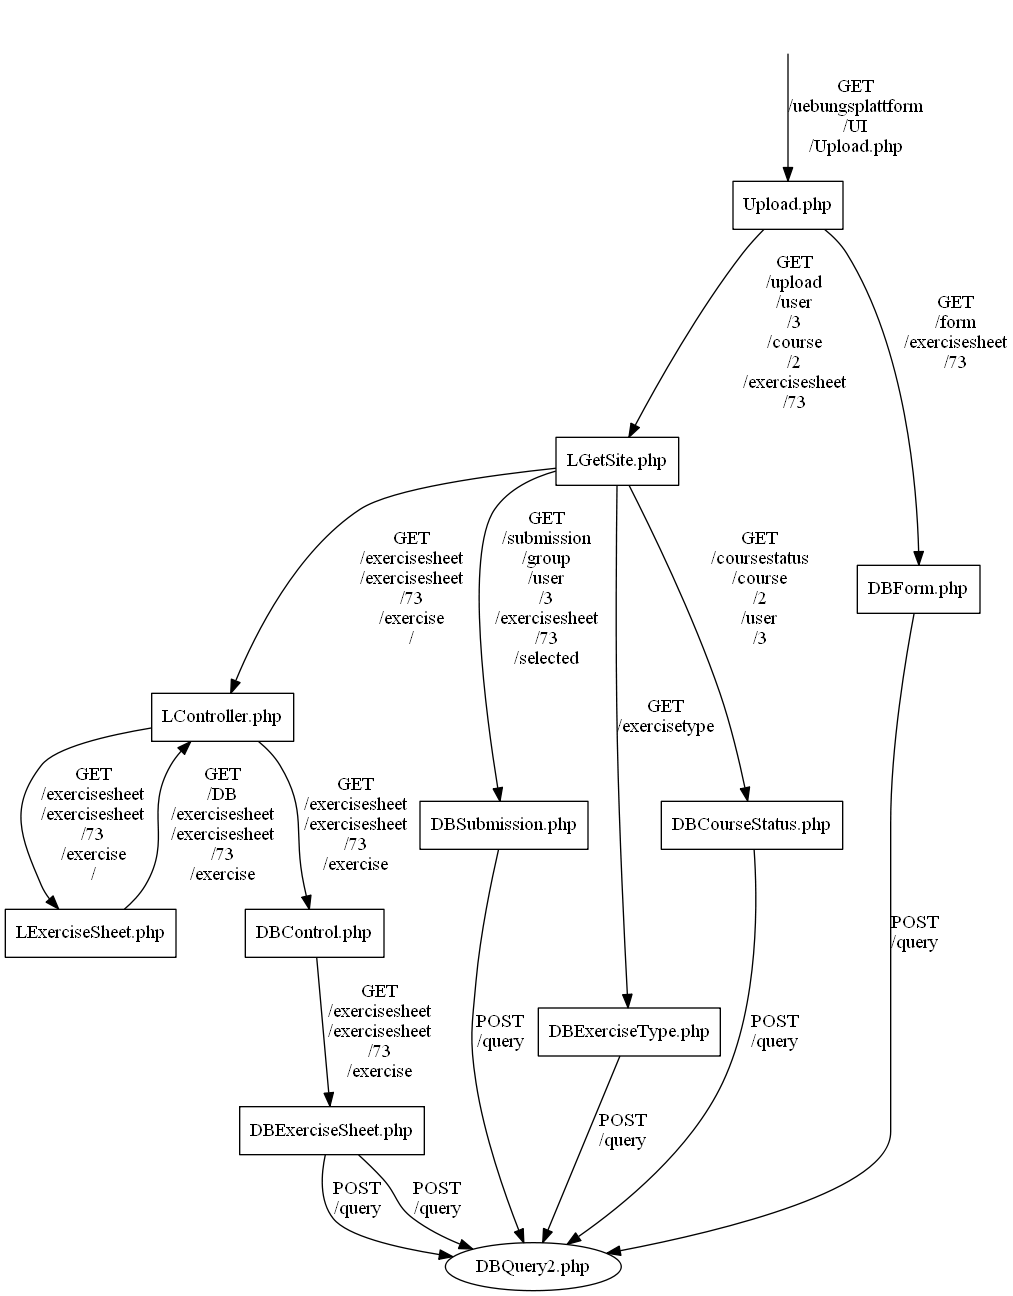 GET
/uebungsplattform
/UI
/Upload.php
Upload.php
GET
/upload
/user
/3
/course
/2
/exercisesheet
/73
GET
/form
/exercisesheet
/73
LGetSite.php
GET
/exercisesheet
/exercisesheet
/73
/exercise
/
GET
/submission
/group
/user
/3
/exercisesheet
/73
/selected
GET
/coursestatus
/course
/2
/user
/3
DBForm.php
LController.php
GET
/exercisetype
GET
/exercisesheet
/exercisesheet
/73
/exercise
/
GET
/DB
/exercisesheet
/exercisesheet
/73
/exercise
GET
/exercisesheet
/exercisesheet
/73
/exercise
DBSubmission.php
DBCourseStatus.php
LExerciseSheet.php
DBControl.php
POST
/query
GET
/exercisesheet
/exercisesheet
/73
/exercise
POST
/query
DBExerciseType.php
POST
/query
DBExerciseSheet.php
POST
/query
POST
/query
POST
/query
DBQuery2.php